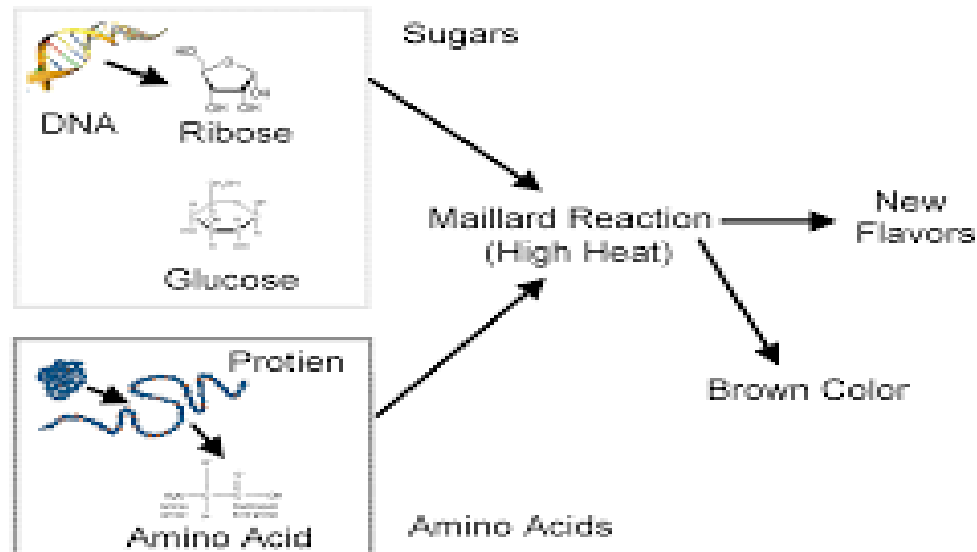 Sugars
DNA
Ribose
Glucose
Maillard Reaction
(High Heat)
New
Flavors
Brown Color
Protien
Amino Acid
Amino Acids